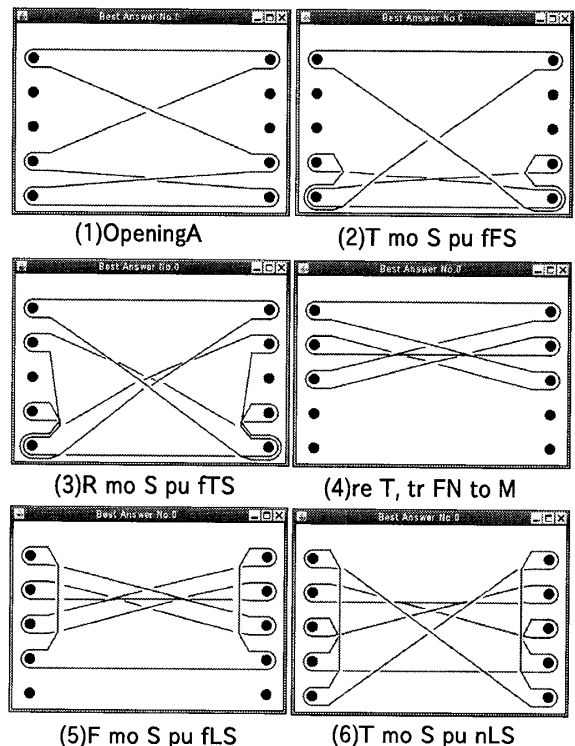 Best Answer No.0
Best Answer No.0
(1)OpeningA
(2)T mo S pu fFS
Best Answer No.0
Best Answer No.0
(3)R mo S pu fTS
(4)re T, tr FN to M
Best Answer No.0
Best Answer No.0
(5)F mo S pu fLS
(6)T mo S pu nLS